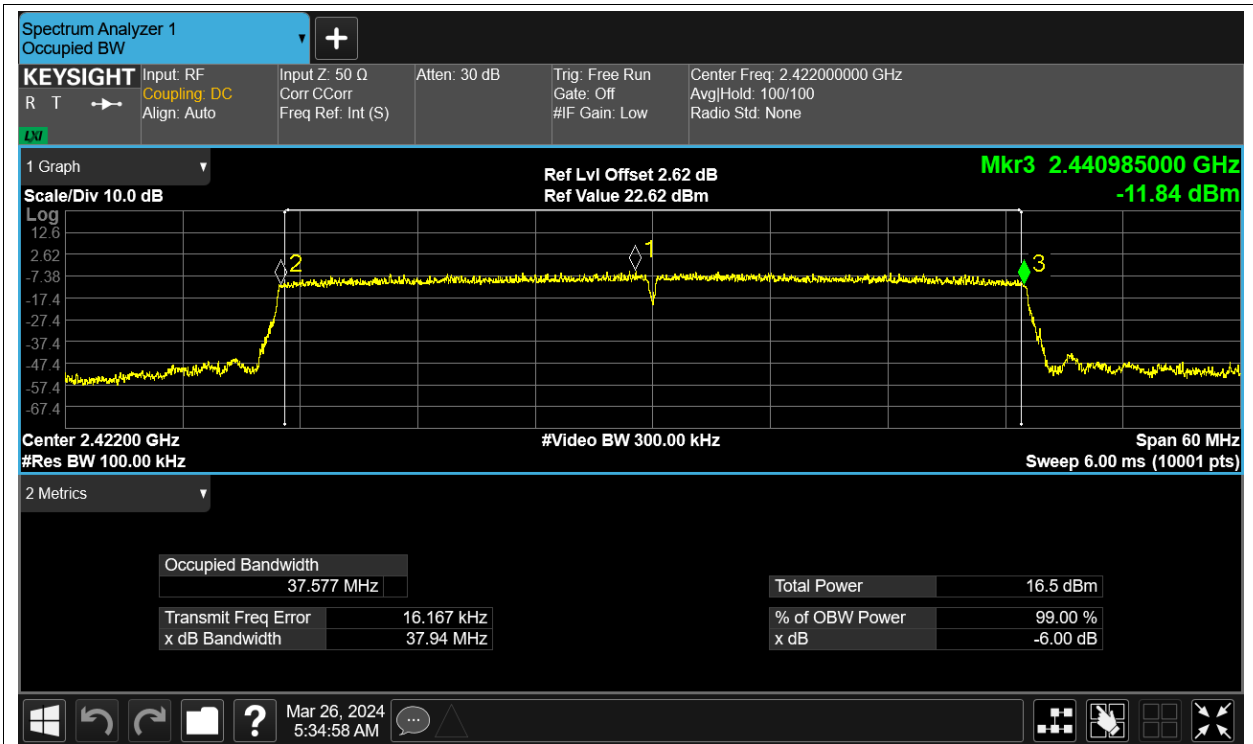 Spectrum Analyzer 1
Occupied BW
KEYSIGHT
R T
LXI
Input: RF
Coupling: DC
Align: Auto
Input Z: 50 Ω
Corr CCorr
Freq Ref: Int (S)
Atten: 30 dB
Trig: Free Run
Gate: Off
#IF Gain: Low
Center Freq: 2.422000000 GHz
Avg|Hold: 100/100
Radio Std: None
1 Graph
Scale/Div 10.0 dB
Ref Lvl Offset 2.62 dB
Ref Value 22.62 dBm
Mkr3 2.440985000 GHz
-11.84 dBm
Log
12.6
2.62
-7.38
-17.4
-27.4
-37.4
-47.4
-57.4
-67.4
2
1
3
Center 2.42200 GHz
#Video BW 300.00 kHz
Span 60 MHz
#Res BW 100.00 kHz
Sweep 6.00 ms (10001 pts)
2 Metrics
Occupied Bandwidth
37.577 MHz
Total Power 16.5 dBm
Transmit Freq Error 16.167 kHz
% of OBW Power 99.00 %
x dB Bandwidth 37.94 MHz
x dB -6.00 dB
?
Mar 26, 2024
5:34:58 AM